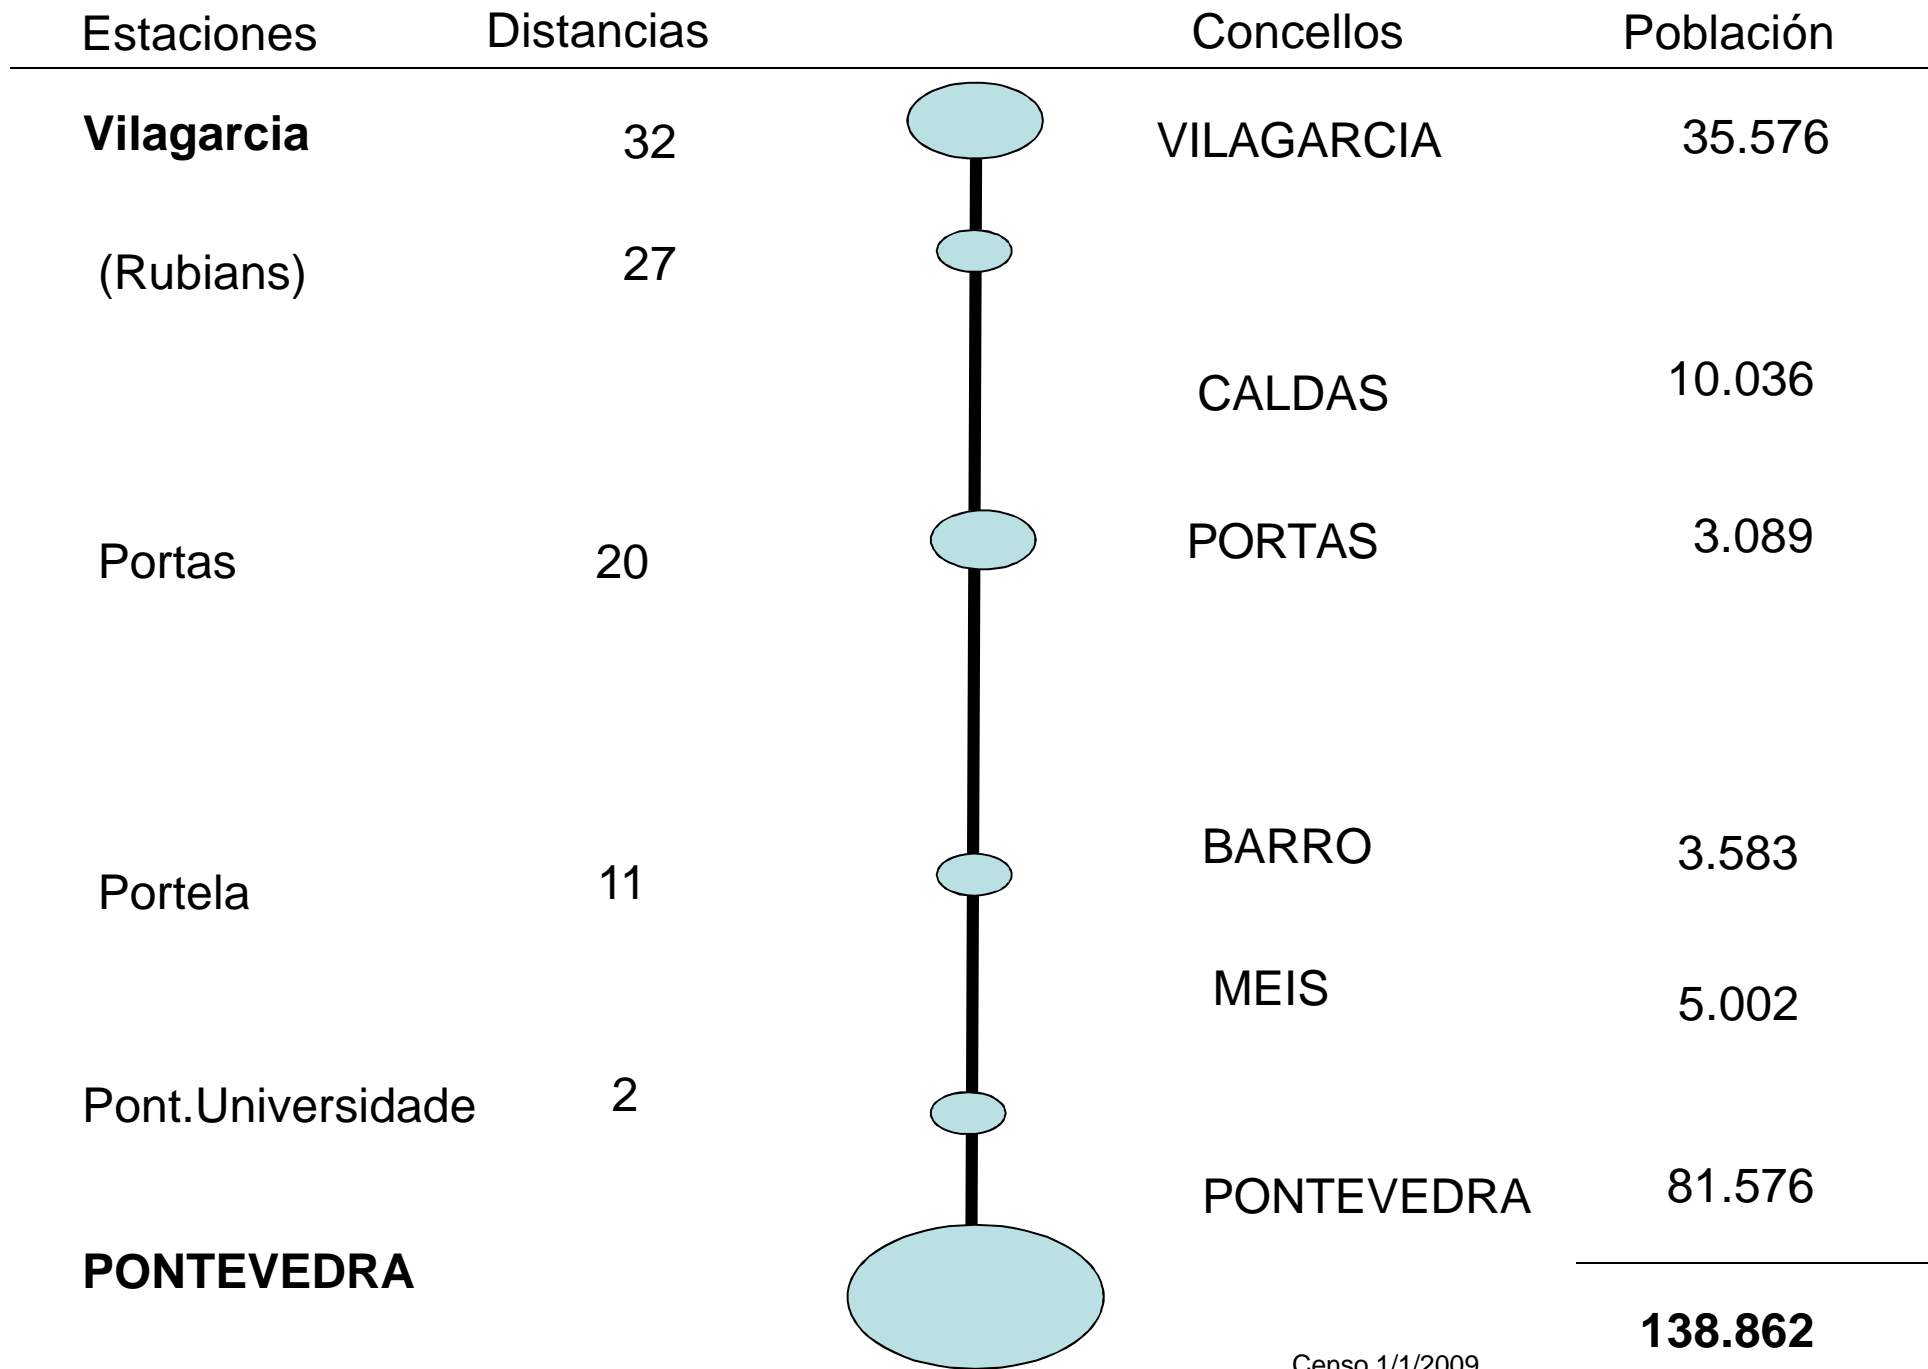 Estaciones Distancias Concellos Población
Vilagarcia 32 VILAGARCIA 35.576
(Rubians) 27
CALDAS 10.036
Portas 20 PORTAS 3.089
Portela 11 BARRO 3.583
MEIS 5.002
Pont.Universidade 2
PONTEVEDRA 81.576
PONTEVEDRA
138.862
Censo 1/1/2009